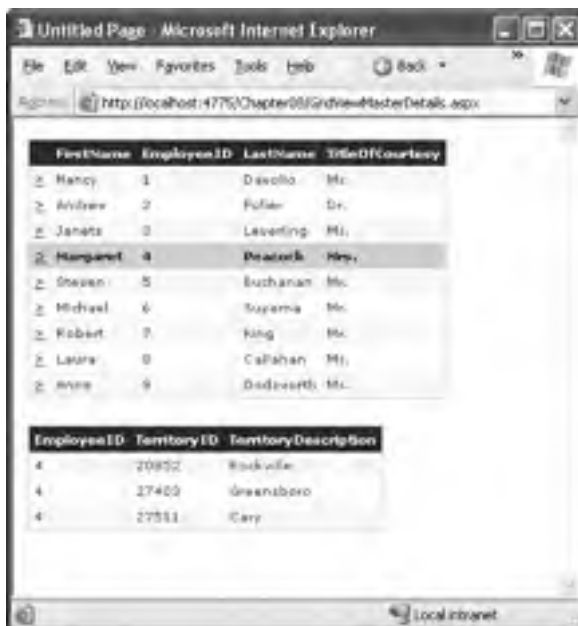 Untitled Page - Microsoft Internet Explorer
File Edit View Favorites Tools Help Back »
Address http://localhost:4775/Chapter08/GridViewMasterDetails.aspx
FirstName EmployeeID LastName TitleOfCourtesy
> Nancy 1 Davolio Ms.
> Andrew 2 Fuller Dr.
> Janete 3 Leverling Ms.
> Margaret 4 Peacock Mrs.
> Steven 5 Buchanan Mr.
> Michael 6 Suyama Mr.
> Robert 7 King Mr.
> Laura 8 Callahan Ms.
> Anne 9 Dodsworth Ms.
EmployeeID TerritoryID TerritoryDescription
4 20852 Rockville
4 27403 Greensboro
4 27511 Cary
Local intranet